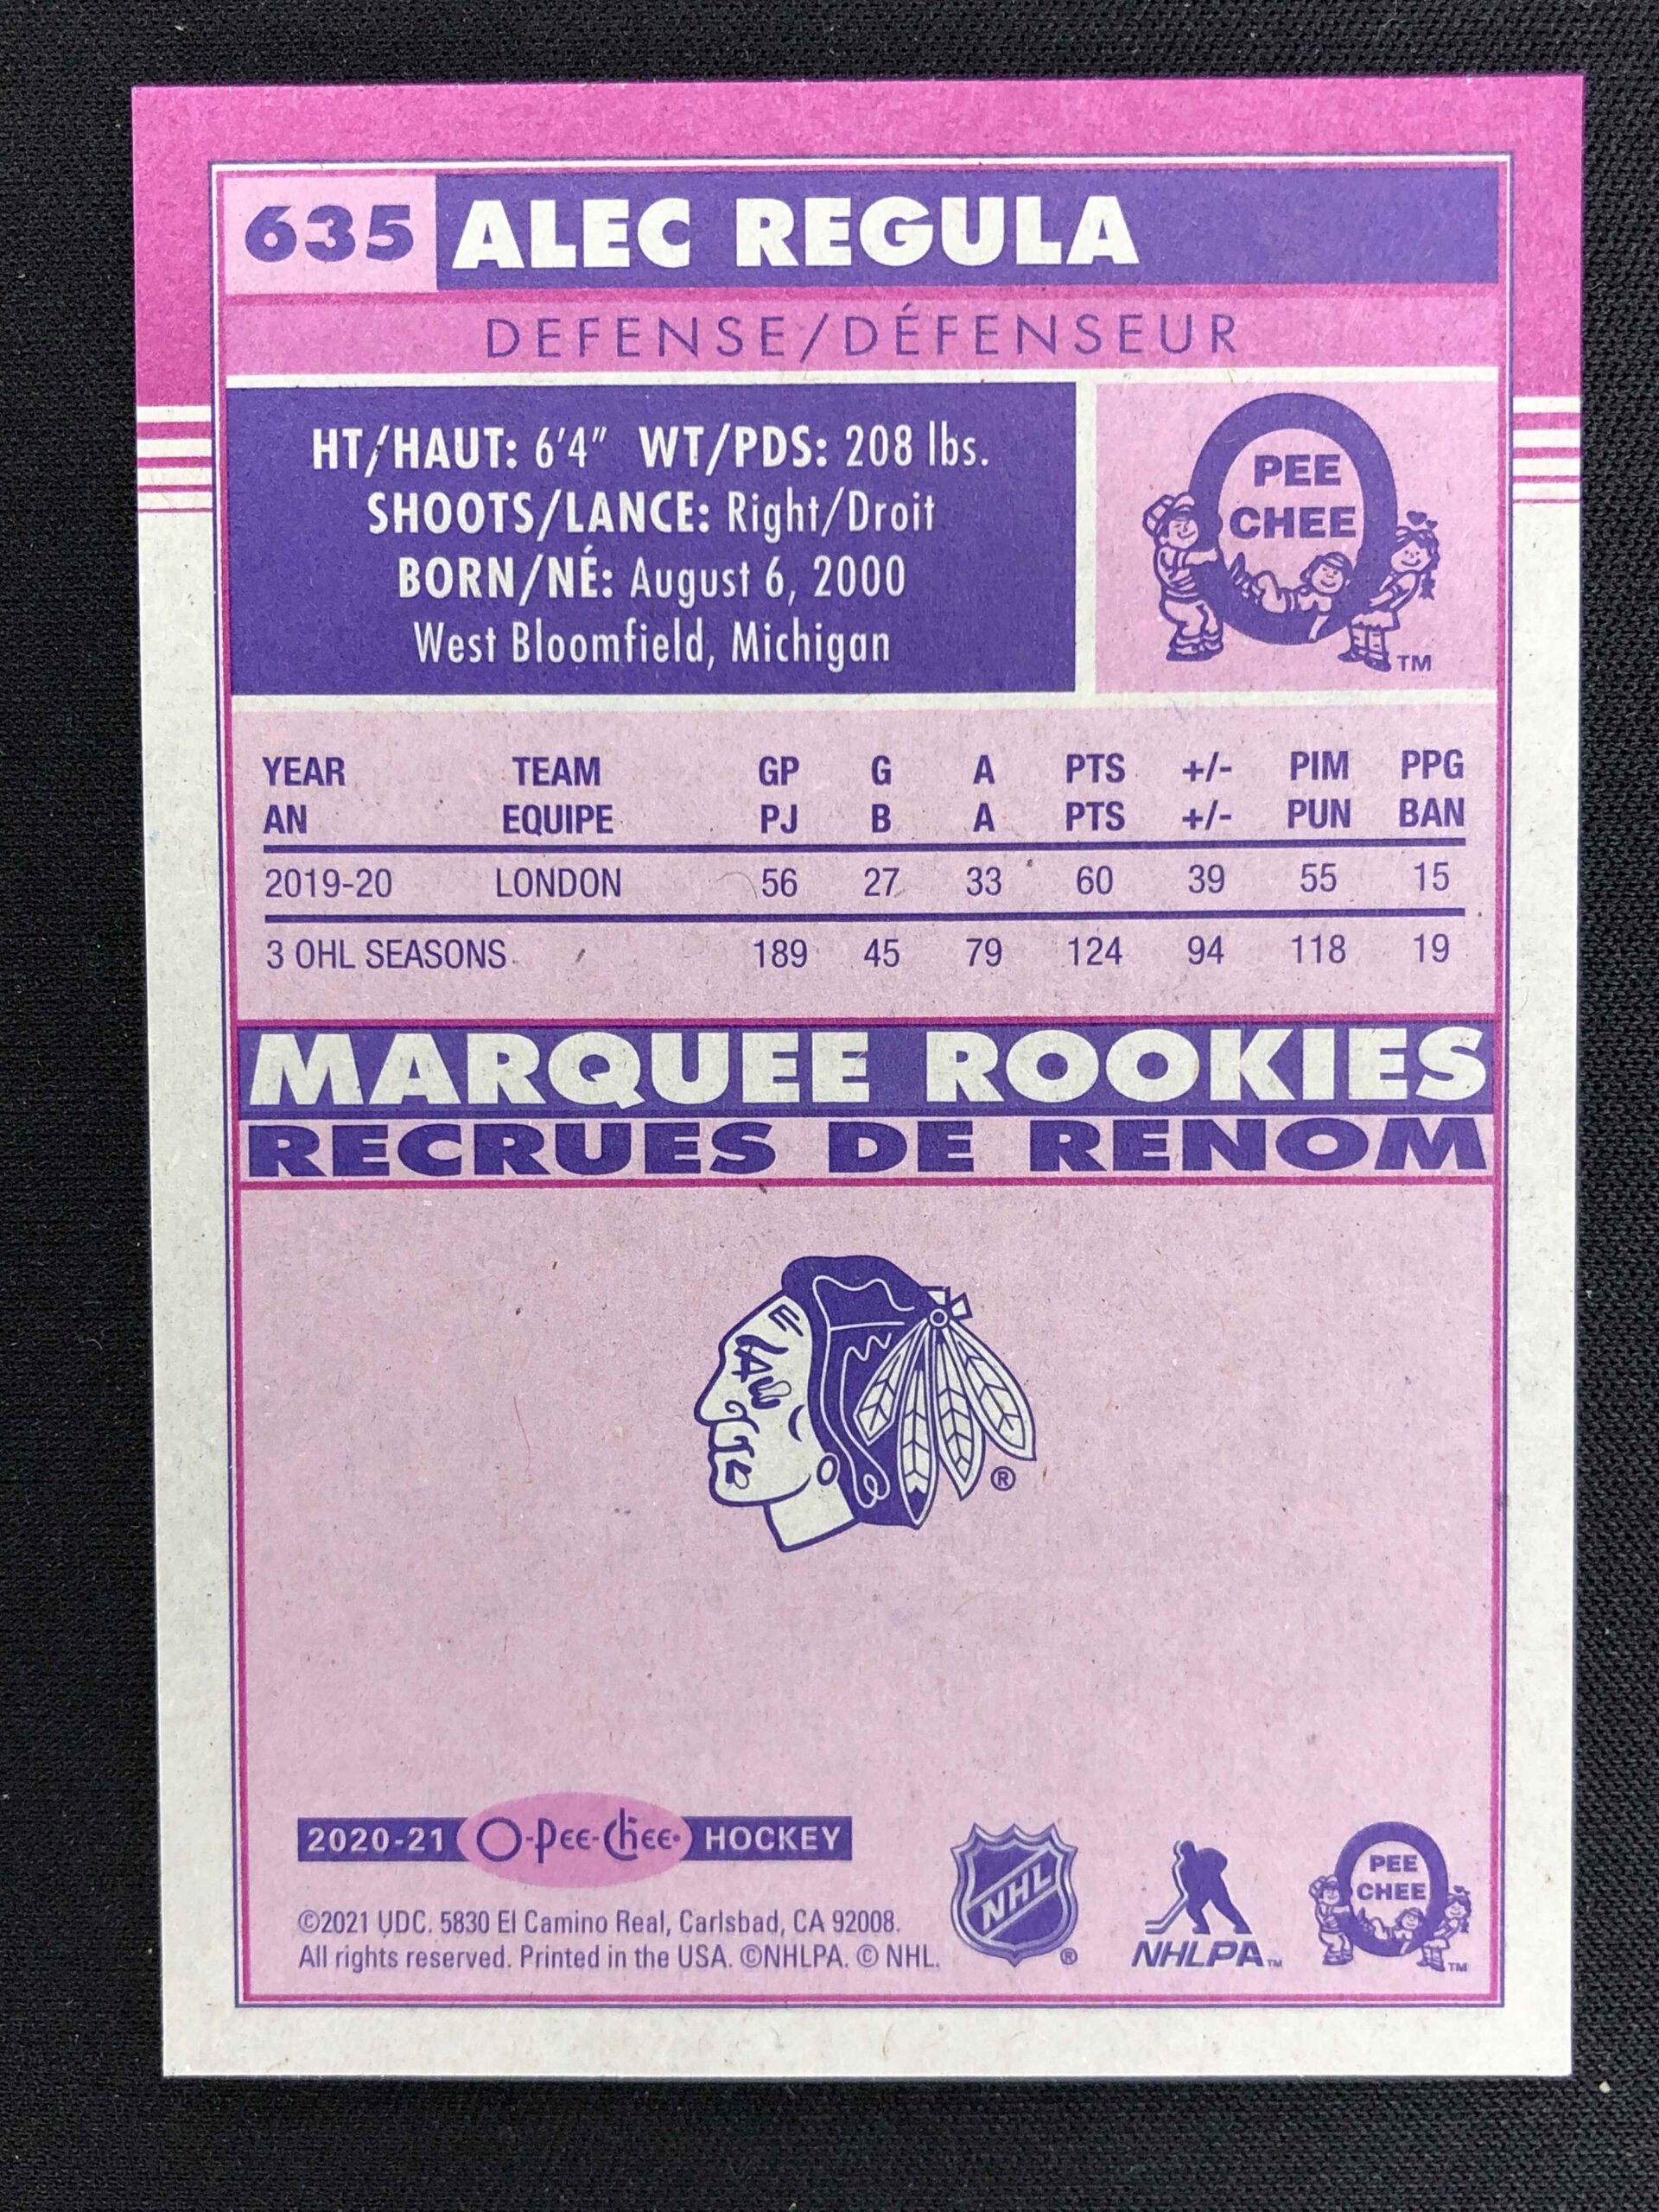 635 ALEC REGULA
DEFENSE/DÉFENSEUR
HT/HAUT: 6'4" WT/PDS: 208 lbs.
SHOOTS/LANCE: Right/Droit
BORN/NÉ: August 6, 2000
West Bloomfield, Michigan
O
PEE
CHEE
TM
YEAR TEAM GP G A PTS +/- PIM PPG
AN EQUIPE PJ B A PTS +/- PUN BAN
2019-20 LONDON 56 27 33 60 39 55 15
3 OHL SEASONS 189 45 79 124 94 118 19
MARQUEE ROOKIES
RECRUES DE RENOM
®
2020-21 O-Pee-Chee® HOCKEY
©2021 UDC. 5830 El Camino Real, Carlsbad, CA 92008.
All rights reserved. Printed in the USA. ©NHLPA. © NHL.
NHL ®
NHLPA™
O
PEE
CHEE
TM